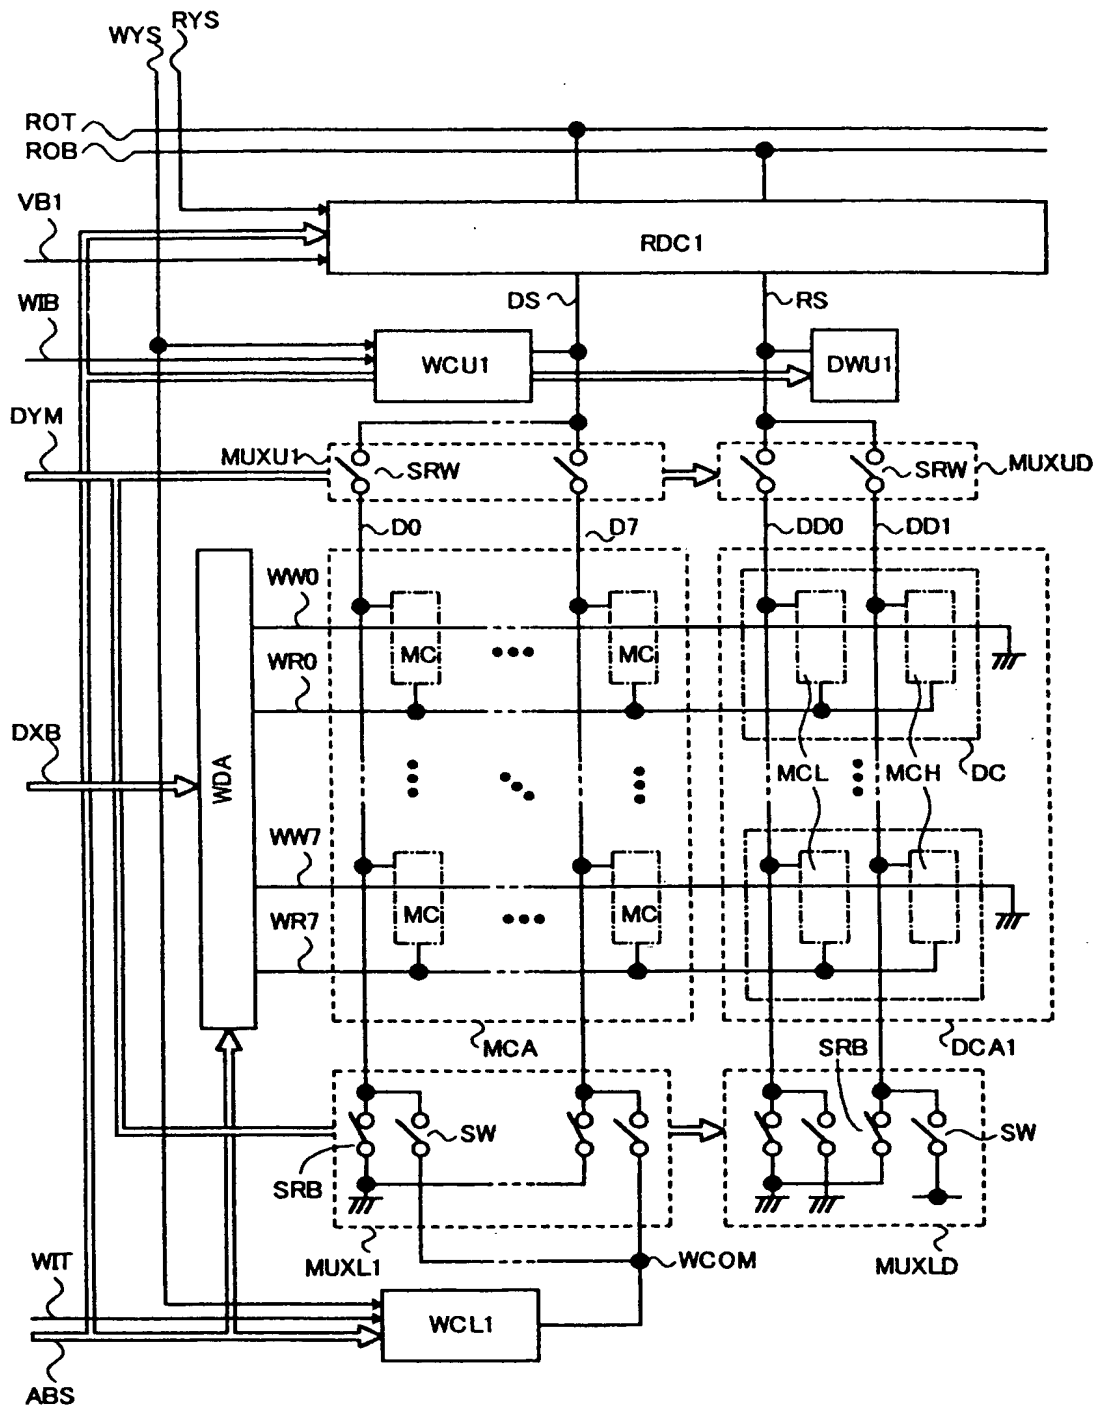 WYS
RYS
ROT
ROB
VB1
RDC1
WIB
DS
RS
WCU1
DWU1
DYM
MUXU1
SRW
SRW
MUXUD
D0
D7
DD0
DD1
WW0
MC
MC
WR0
DXB
WDA
MCL
MCH
DC
WW7
MC
MC
WR7
MCA
SRB
DCA1
SW
SW
SRB
MUXL1
WCOM
MUXLD
WIT
WCL1
ABS